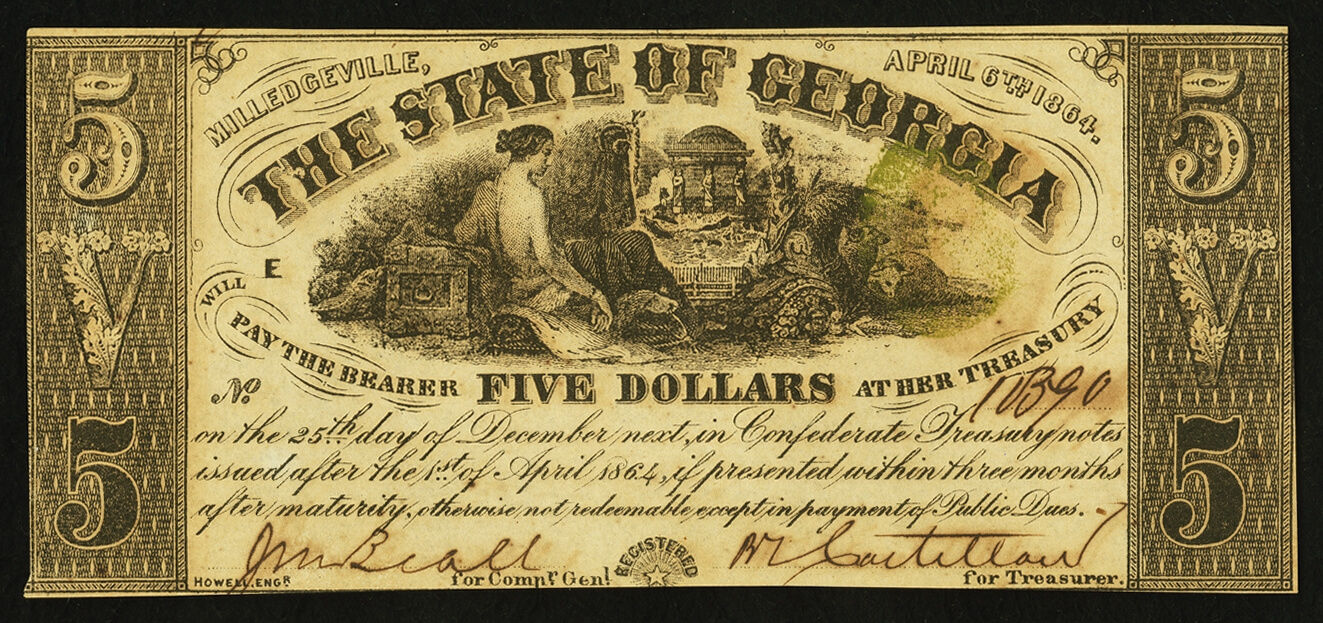 MILLEDGEVILLE, APRIL 6TH 1864.
THE STATE OF GEORGIA
5 5
V V
E
WILL
PAY THE BEARER FIVE DOLLARS AT HER TREASURY
No.
on the 25th day of December next, in Confederate Treasury notes
issued after the 1st of April 1864, if presented within three months
after maturity, otherwise not redeemable except in payment of Public Dues.
5 5
REGISTERED
HOWELL, ENGR for Compr Genl for Treasurer.